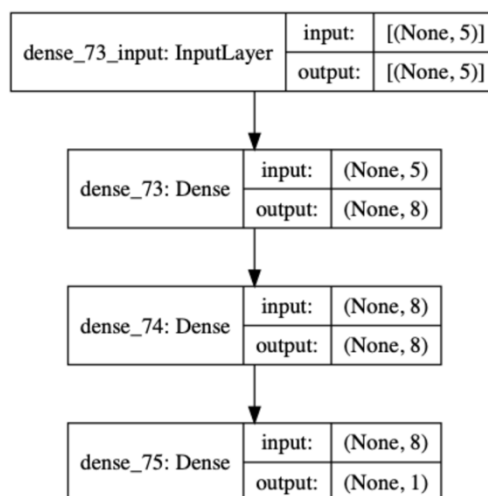 dense_73_input: InputLayer
input: [(None, 5)]
output: [(None, 5)]
dense_73: Dense
input: (None, 5)
output: (None, 8)
dense_74: Dense
input: (None, 8)
output: (None, 8)
dense_75: Dense
input: (None, 8)
output: (None, 1)